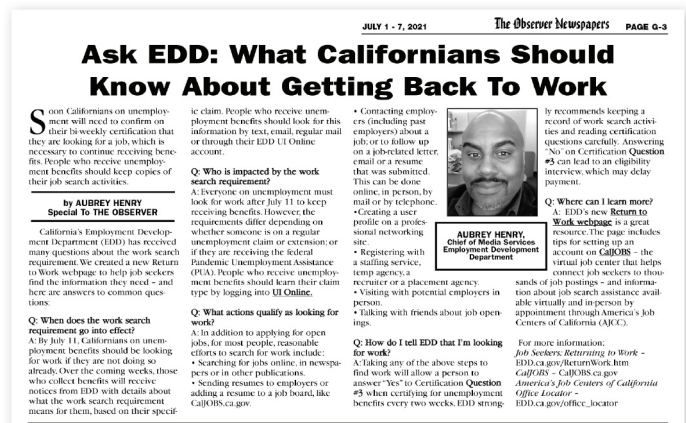 JULY 1 - 7, 2021
The Observer Newspapers
PAGE G-3
Ask EDD: What Californians Should
Know About Getting Back To Work
Soon Californians on unemploy-
ment will need to confirm on
their bi-weekly certification that
they are looking for a job, which is
necessary to continue receiving bene-
fits. People who receive unemploy-
ment benefits should keep copies of
their job search activities.
by AUBREY HENRY
Special To THE OBSERVER
California's Employment Develop-
ment Department (EDD) has received
many questions about the work search
requirement. We created a new Return
to Work webpage to help job seekers
find the information they need – and
here are answers to common ques-
tions:
Q: When does the work search
requirement go into effect?
A: By July 11, Californians on unem-
ployment benefits should be looking
for work if they are not doing so
already. Over the coming weeks, those
who collect benefits will receive
notices from EDD with details about
what the work search requirement
means for them, based on their specif-
ic claim. People who receive unem-
ployment benefits should look for this
information by text, email, regular mail
or through their EDD UI Online
account.
Q: Who is impacted by the work
search requirement?
A: Everyone on unemployment must
look for work after July 11 to keep
receiving benefits. However, the
requirements differ depending on
whether someone is on a regular
unemployment claim or extension; or
if they are receiving the federal
Pandemic Unemployment Assistance
(PUA). People who receive unemploy-
ment benefits should learn their claim
type by logging into UI Online.
Q: What actions qualify as looking for
work?
A: In addition to applying for open
jobs, for most people, reasonable
efforts to search for work include:
• Searching for jobs online, in newspa-
pers or in other publications.
• Sending resumes to employers or
adding a resume to a job board, like
CalJOBS.ca.gov.
• Contacting employ-
ers (including past
employers) about a
job; or to follow up
on a job-related letter,
email or a resume
that was submitted.
This can be done
online, in person, by
mail or by telephone.
•Creating a user
profile on a profes-
sional networking
site.
• Registering with
a staffing service,
temp agency, a
recruiter or a placement agency.
• Visiting with potential employers in
person.
• Talking with friends about job open-
ings.
Q: How do I tell EDD that I'm looking
for work?
A:Taking any of the above steps to
find work will allow a person to
answer "Yes" to Certification Question
#3 when certifying for unemployment
benefits every two weeks. EDD strong-
AUBREY HENRY,
Chief of Media Services
Employment Development
Department
ly recommends keeping a
record of work search activi-
ties and reading certification
questions carefully. Answering
"No" on Certification Question
#3 can lead to an eligibility
interview, which may delay
payment.
Q: Where can I learn more?
A: EDD's new Return to
Work webpage is a great
resource. The page includes
tips for setting up an
account on CalJOBS – the
virtual job center that helps
connect job seekers to thou-
sands of job postings – and informa-
tion about job search assistance avail-
able virtually and in-person by
appointment through America's Job
Centers of California (AJCC).
For more information:
Job Seekers: Returning to Work –
EDD.ca.gov/ReturnWork.htm
CalJOBS – CalJOBS.ca.gov
America's Job Centers of California
Office Locator –
EDD.ca.gov/office_locator